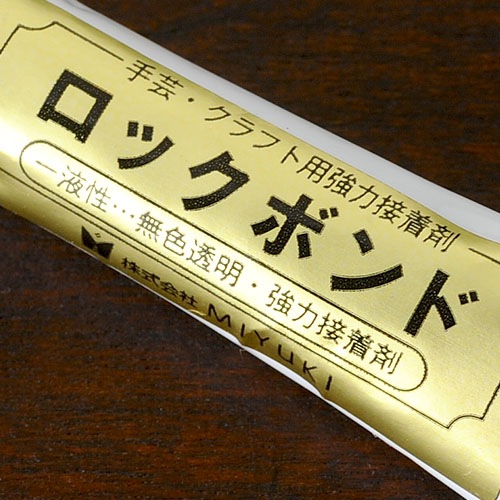 手芸・クラフト用強力接着剤
ロックボンド
一液性…無色透明・強力接着剤
株式会社 MIYUKI